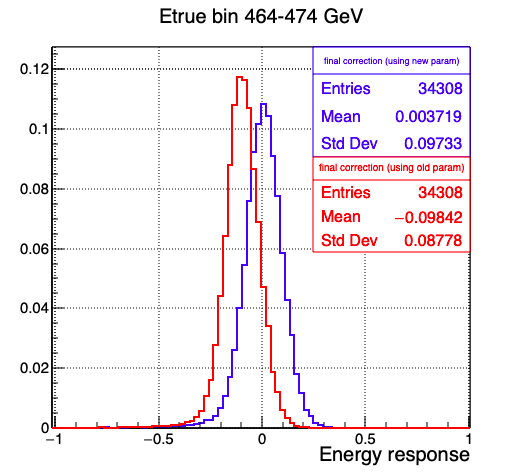 Etrue bin 464-474 GeV
final correction (using new param)
Entries 34308
Mean 0.003719
Std Dev 0.09733
final correction (using old param)
Entries 34308
Mean −0.09842
Std Dev 0.08778
0.12
0.1
0.08
0.06
0.04
0.02
0
−1 −0.5 0 0.5 1
Energy response